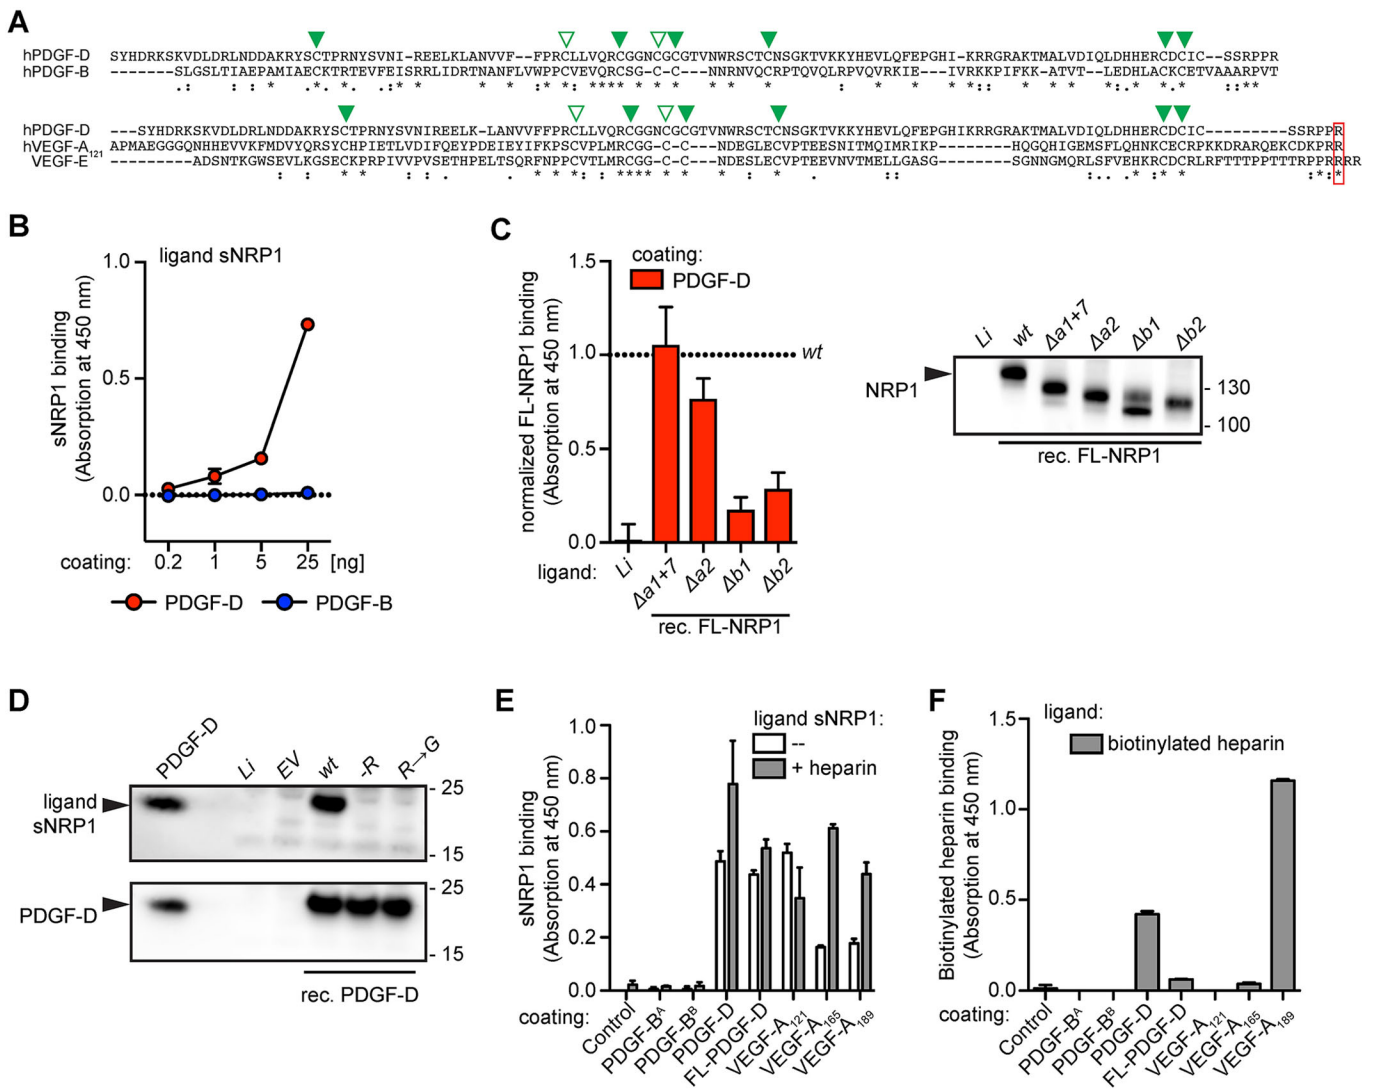 A
hPDGF-D SYHDRKSKVDLDRLNDDAKRYSCTPRNYSVNI-REELKLANVVF--FPRCLLVQRCGGNCGCGTVNWRSCTCNSGKTVKKYHEVLQFEPGHI-KRRGRAKTMALVDIQLDHHERCDCIC--SSRPPR
hPDGF-B -------SLGSLTIAEPAMIAECKTRTEVFEISRRLIDRTNANFLVWPPCVEVQRCSGC-C--NNRNVQCRPTQVQLRPVQVRKIE---IVRKKPIFKK-ATVT--LEDHLACKCETVAAARPVT
hPDGF-D ---SYHDRKSKVDLDRLNDDAKRYSCTPRNYSVNIREELK-LANVVFFPRCLLVQRCGGNCGCGTVNWRSCTCNSGKTVKKYHEVLQFEPGHIKRRGRAKTMALVDIQLDHHERCDCIC---------SSRPPR
hVEGF-A APMAEGGGQNHHEVVKFMDVYQRSYCHPIETLVDIFQEYPDEIEYIFKPSCVPLMRCGG-C-C--NDEGLECVPTEESNITMQIMRIKP--------HQGQHIGEMSFLQHNKCECRPKKDRARQEKCDKPRR
VEGF-E121 ---------ADSNTKGWSEVLKGSECKPRPIVVPVSETHPELTSQRFNPPCVTLMRCGG-C-C--NDESLECVPTEEVNVTMELLGASG--------SGNNGMQRLSFVEHKKCDCRLRFTTTPPTTTRPPRRRR
B
ligand sNRP1
sNRP1 binding
(Absorption at 450 nm)
1.0
0.5
0.0
coating: 0.2 1 5 25 [ng]
PDGF-D PDGF-B
C
coating:
PDGF-D
normalized FL-NRP1 binding
(Absorption at 450 nm)
1.5
1.0
0.5
0.0
wt
ligand: Li Δa1+7 Δa2 Δb1 Δb2
rec. FL-NRP1
Li wt Δa1+7 Δa2 Δb1 Δb2
NRP1
- 130
- 100
rec. FL-NRP1
D
PDGF-D Li EV wt -R R→G
ligand
sNRP1
- 25
- 15
PDGF-D
- 25
- 15
rec. PDGF-D
E
ligand sNRP1:
--
+ heparin
sNRP1 binding
(Absorption at 450 nm)
1.0
0.8
0.6
0.4
0.2
0.0
coating: Control PDGF-BA PDGF-BB PDGF-D FL-PDGF-D VEGF-A121 VEGF-A165 VEGF-A189
F
ligand:
biotinylated heparin
Biotinylated heparin binding
(Absorption at 450 nm)
1.5
1.0
0.5
0.0
coating: Control PDGF-BA PDGF-BB PDGF-D FL-PDGF-D VEGF-A121 VEGF-A165 VEGF-A189